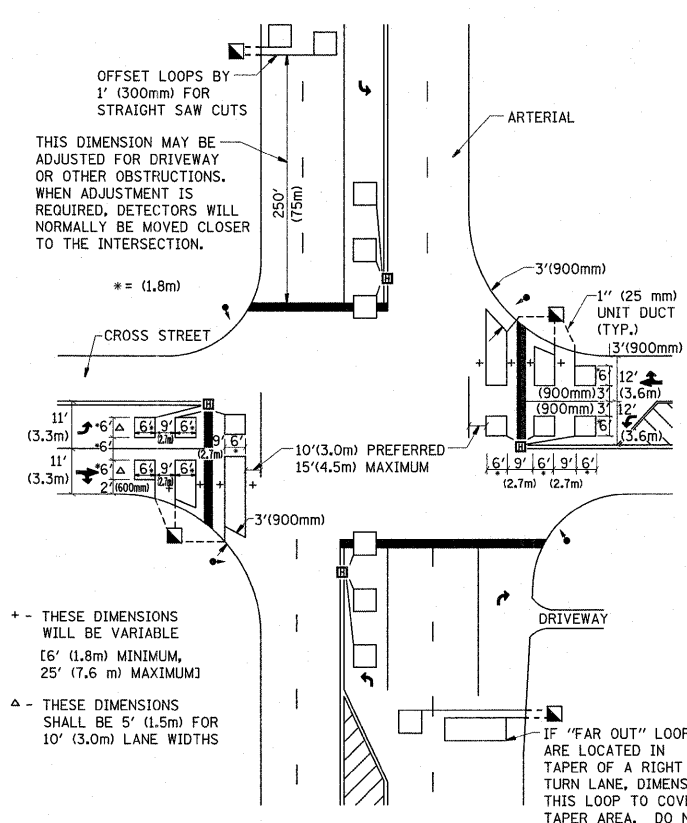 OFFSET LOOPS BY
1' (300mm) FOR
STRAIGHT SAW CUTS
ARTERIAL
THIS DIMENSION MAY BE
ADJUSTED FOR DRIVEWAY
OR OTHER OBSTRUCTIONS.
WHEN ADJUSTMENT IS
REQUIRED, DETECTORS WILL
NORMALLY BE MOVED CLOSER
TO THE INTERSECTION.
250'
(75m)
* = (1.8m)
H
3'(900mm)
1" (25 mm)
UNIT DUCT
(TYP.)
CROSS STREET
3'(900mm)
+ + + +
6' 12'
(3.6m)
(900mm) 3'
(900mm) 3'
6' 12'
(3.6m)
H
6' 9' 6' 9' 6'
* * *
(2.7m) (2.7m)
H
11'
(3.3m)
*6' △ 6' 9' 6'
* (2.7m) *
*6'
9' 6'
(2.7m) *
11'
(3.3m)
*6' △ 6' 9' 6'
* (2.7m) *
2' (600mm)
+ + + +
10'(3.0m) PREFERRED
15'(4.5m) MAXIMUM
3'(900mm)
H
+ - THESE DIMENSIONS
WILL BE VARIABLE
[6' (1.8m) MINIMUM,
25' (7.6 m) MAXIMUM]
△ - THESE DIMENSIONS
SHALL BE 5' (1.5m) FOR
10' (3.0m) LANE WIDTHS
DRIVEWAY
IF "FAR OUT" LOOP
ARE LOCATED IN
TAPER OF A RIGHT
TURN LANE, DIMENS
THIS LOOP TO COVE
TAPER AREA. DO N